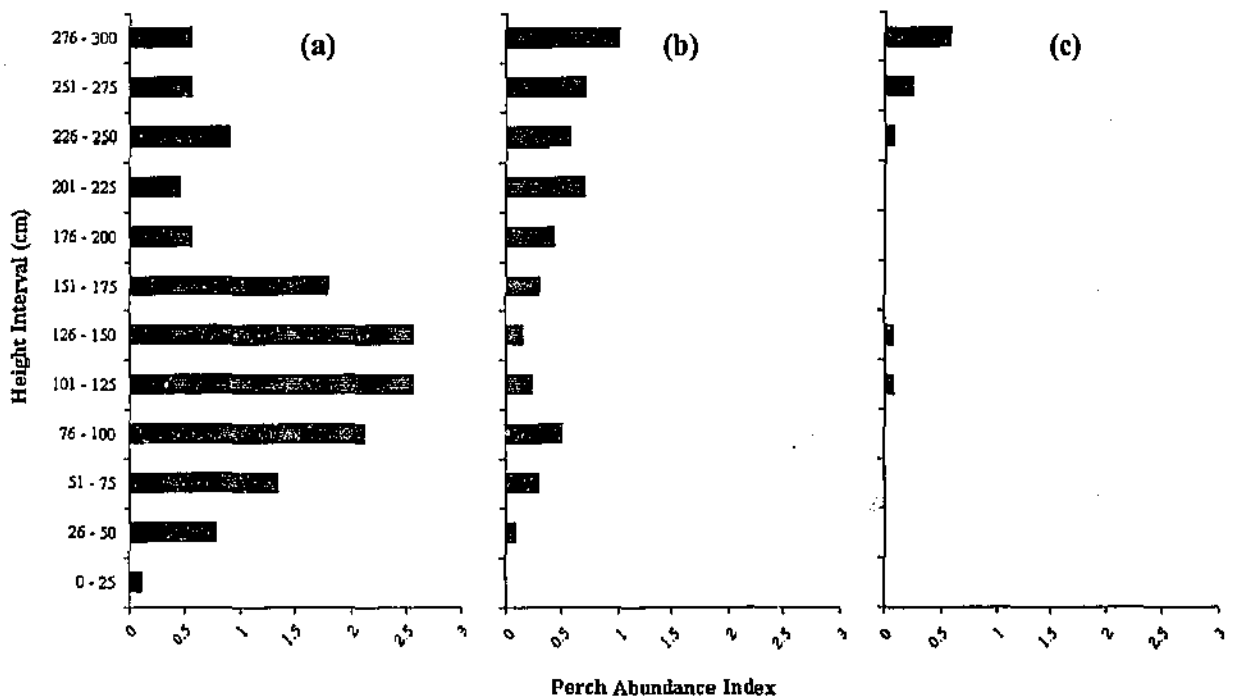 (a) (b) (c)
Height Interval (cm)
276 - 300
251 - 275
226 - 250
201 - 225
176 - 200
151 - 175
126 - 150
101 - 125
76 - 100
51 - 75
26 - 50
0 - 25
0 0.5 1 1.5 2 2.5 3
0 0.5 1 1.5 2 2.5 3
0 0.5 1 1.5 2 2.5 3
Perch Abundance Index